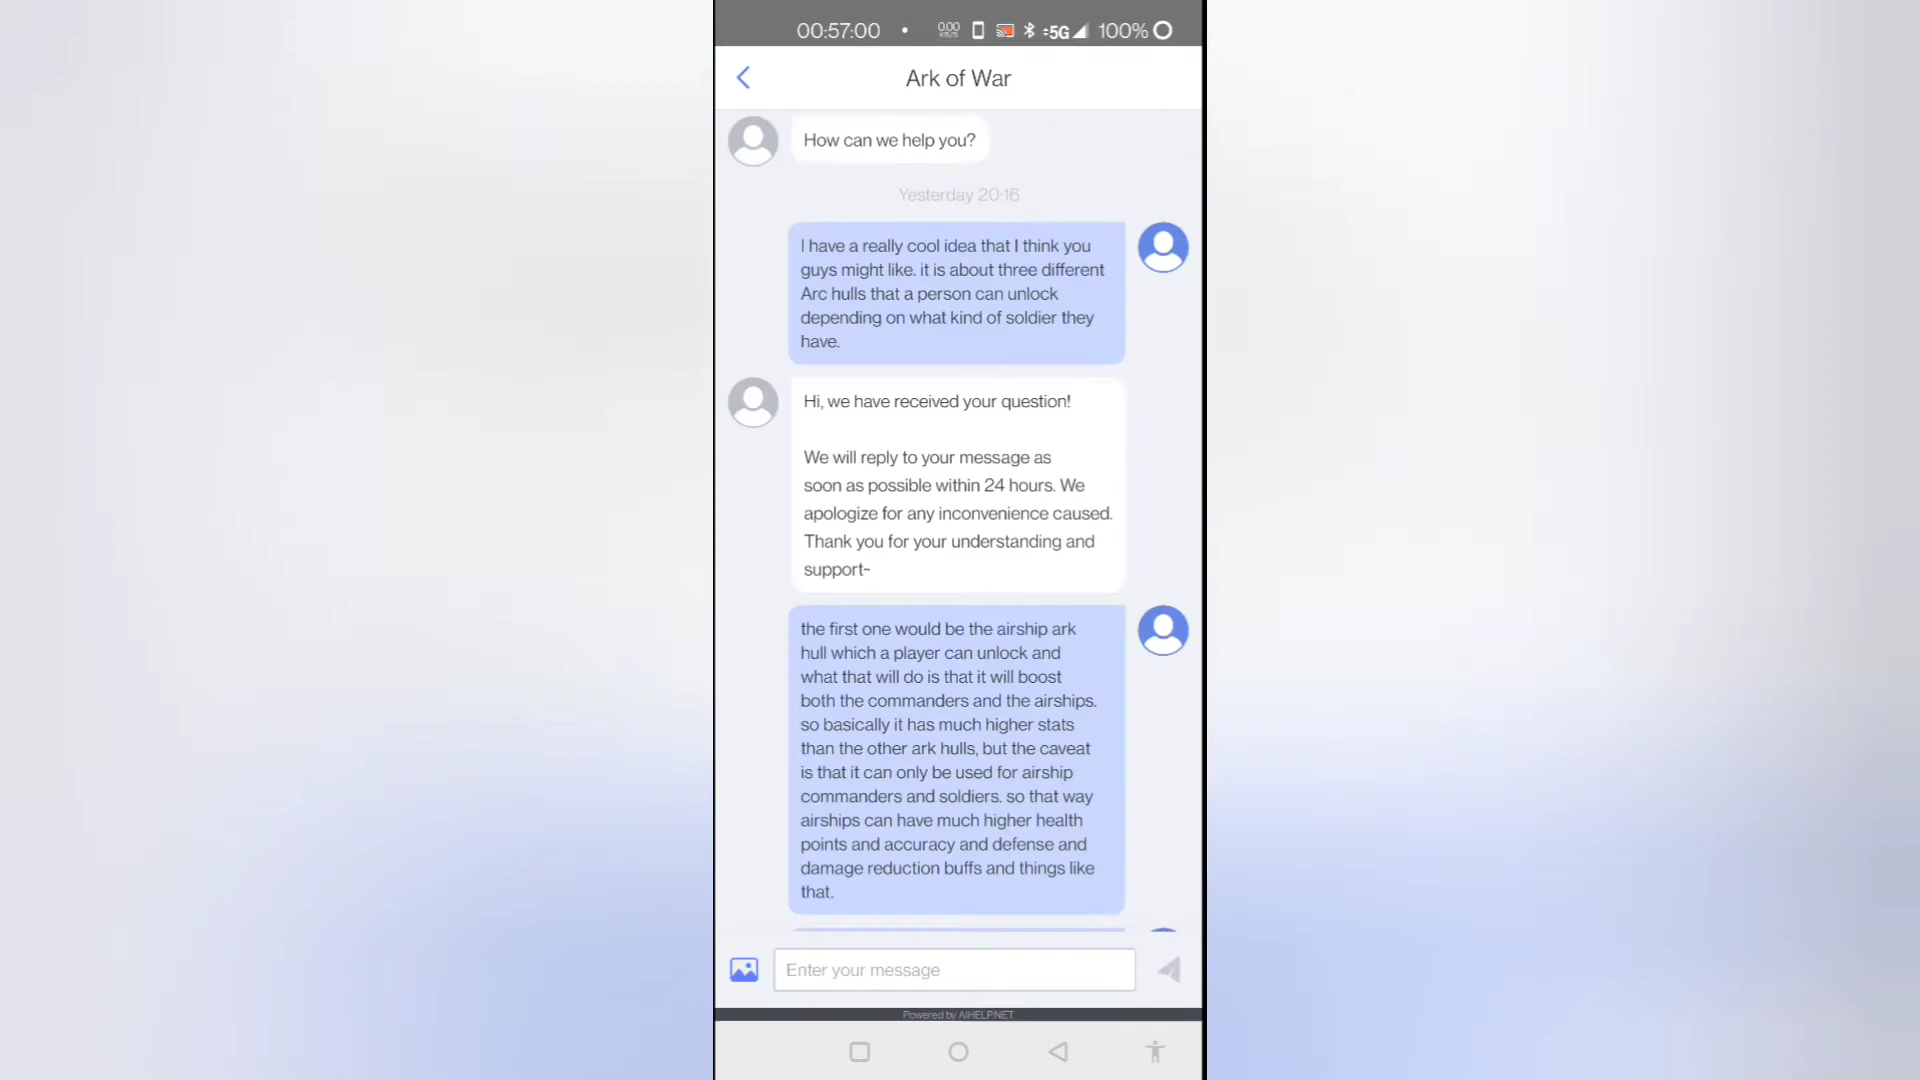 00:57:00 • 0.00 KB/S 5G 100%
Ark of War
How can we help you?
Yesterday 20:16
I have a really cool idea that I think you
guys might like. it is about three different
Arc hulls that a person can unlock
depending on what kind of soldier they
have.
Hi, we have received your question!
We will reply to your message as
soon as possible within 24 hours. We
apologize for any inconvenience caused.
Thank you for your understanding and
support~
the first one would be the airship ark
hull which a player can unlock and
what that will do is that it will boost
both the commanders and the airships.
so basically it has much higher stats
than the other ark hulls, but the caveat
is that it can only be used for airship
commanders and soldiers. so that way
airships can have much higher health
points and accuracy and defense and
damage reduction buffs and things like
that.
Enter your message
Powered by AIHELP.NET